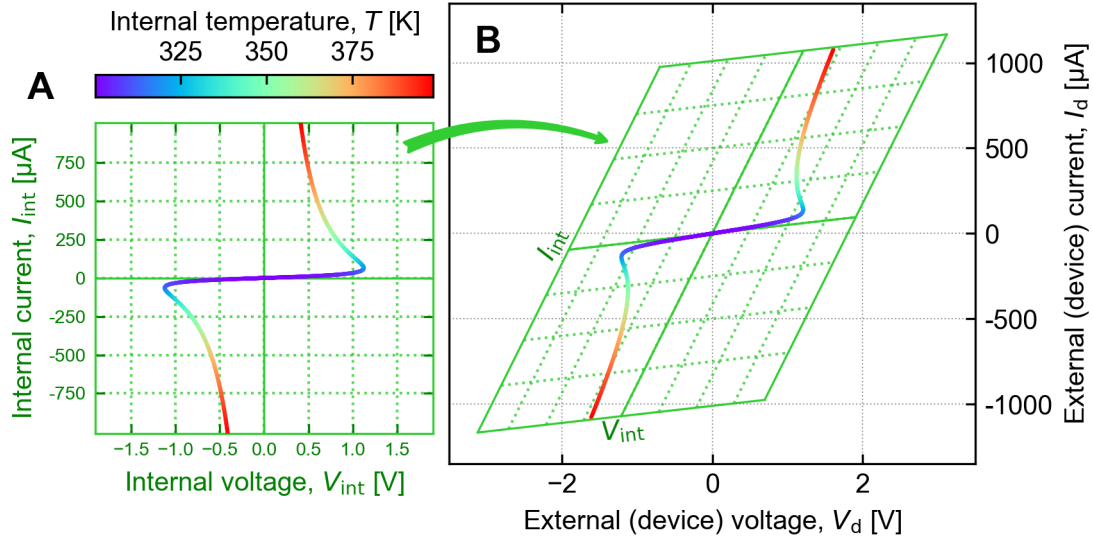 Internal temperature, T [K]
325 350 375
A
B
Internal current, I_int [µA]
750
500
250
0
-250
-500
-750
−1.5 −1.0 −0.5 0.0 0.5 1.0 1.5
Internal voltage, V_int [V]
I_int
V_int
1000
500
0
-500
-1000
External (device) current, I_d [µA]
−2 0 2
External (device) voltage, V_d [V]